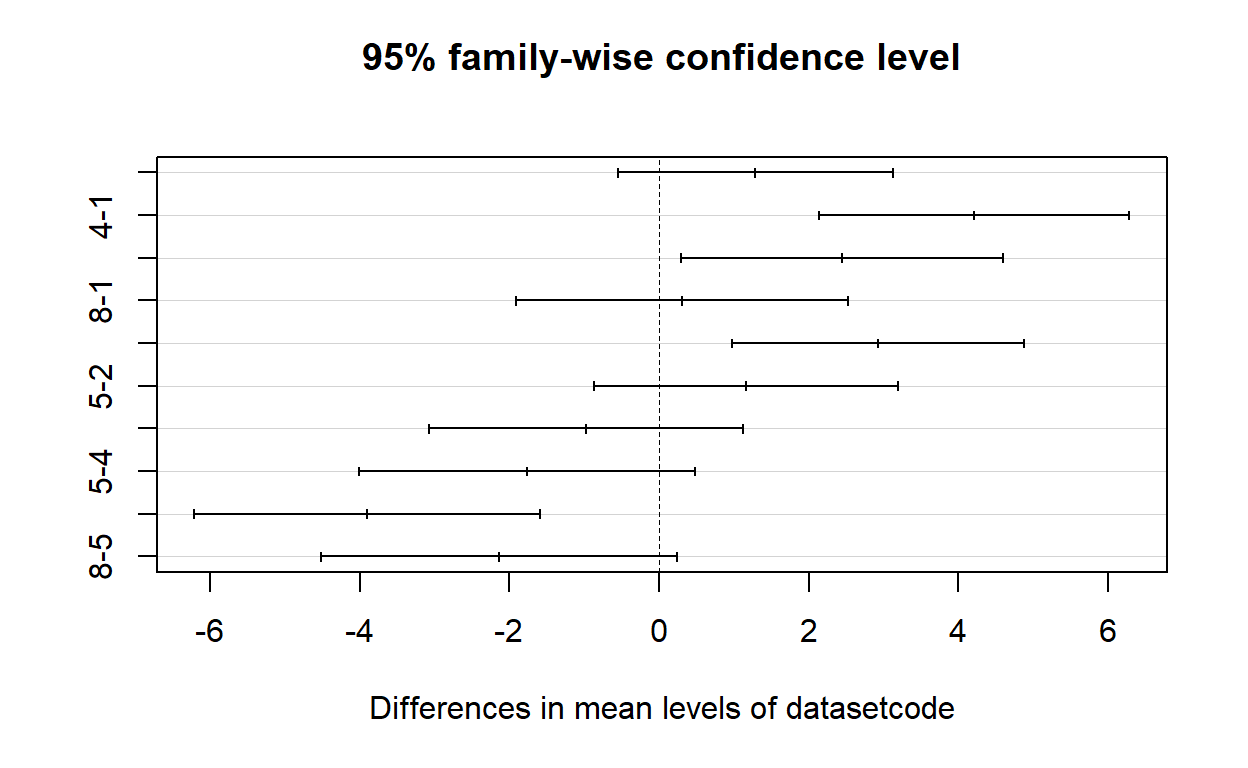 95% family-wise confidence level
4-1
8-1
5-2
5-4
8-5
-6 -4 -2 0 2 4 6
Differences in mean levels of datasetcode